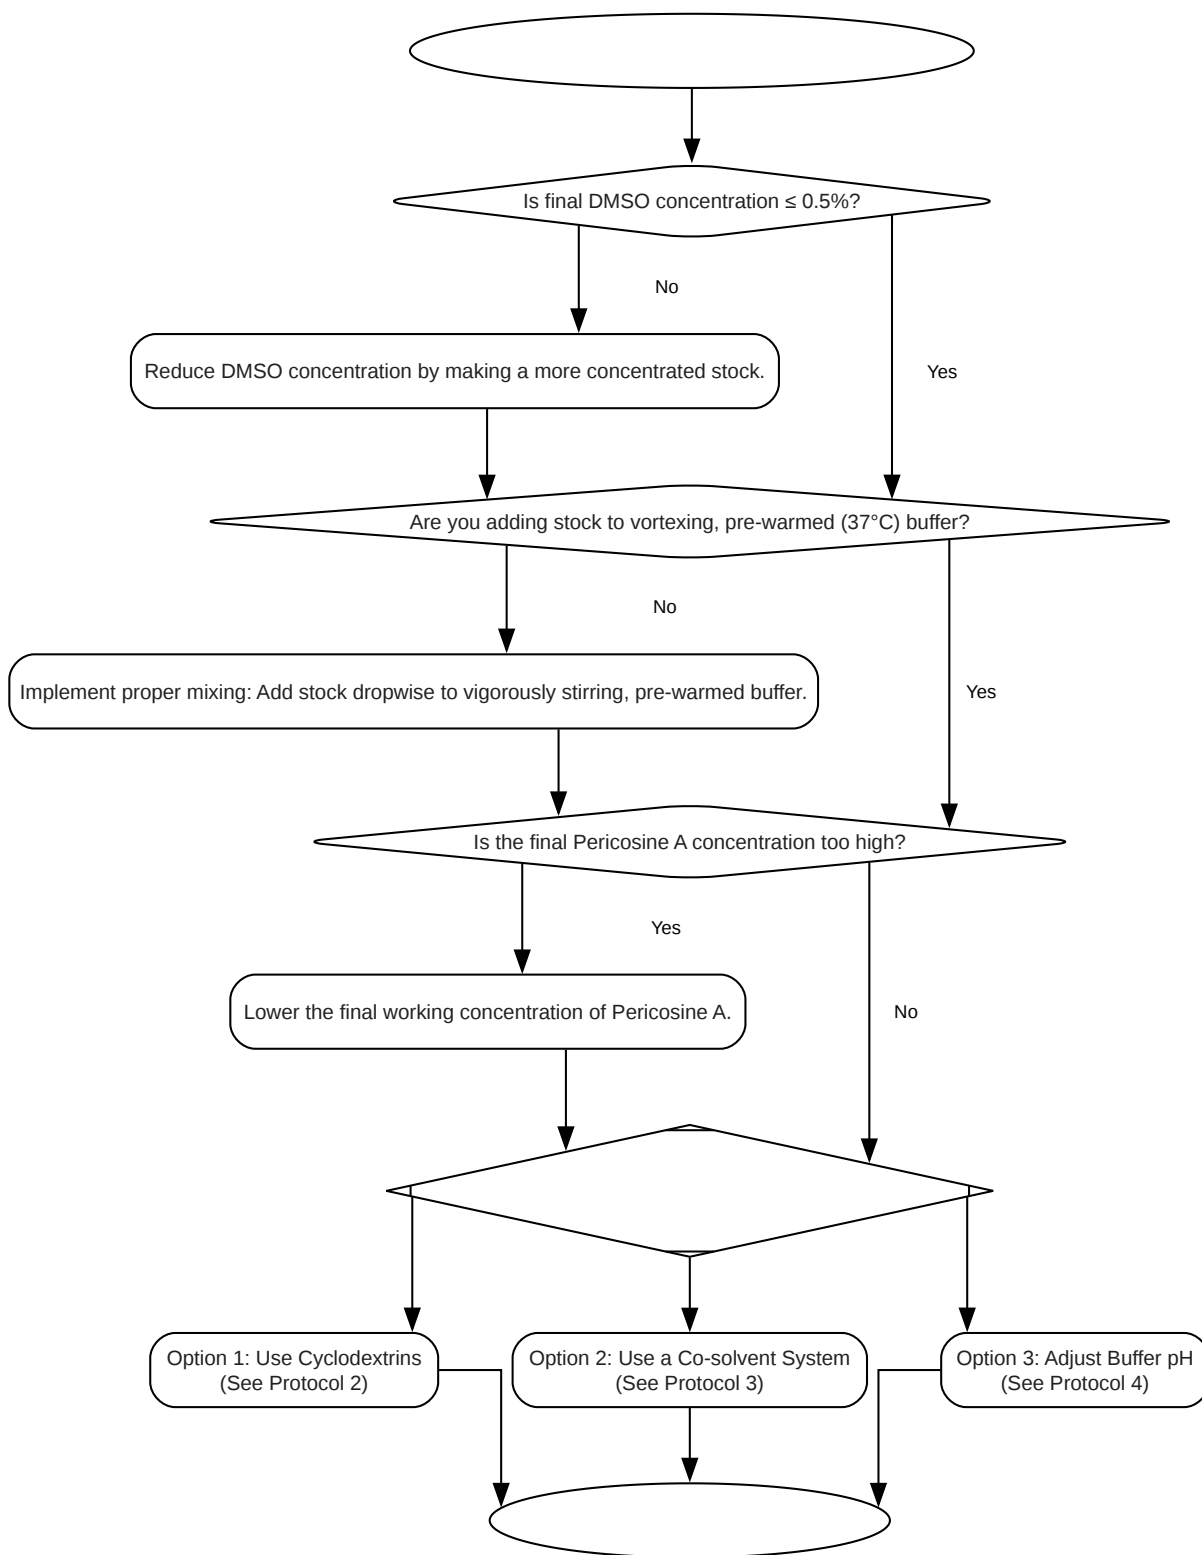 Is final DMSO concentration ≤ 0.5%?
No
Reduce DMSO concentration by making a more concentrated stock.
Yes
Are you adding stock to vortexing, pre-warmed (37°C) buffer?
No
Implement proper mixing: Add stock dropwise to vigorously stirring, pre-warmed buffer.
Yes
Is the final Pericosine A concentration too high?
Yes
Lower the final working concentration of Pericosine A.
No
Option 1: Use Cyclodextrins
(See Protocol 2)
Option 2: Use a Co-solvent System
(See Protocol 3)
Option 3: Adjust Buffer pH
(See Protocol 4)